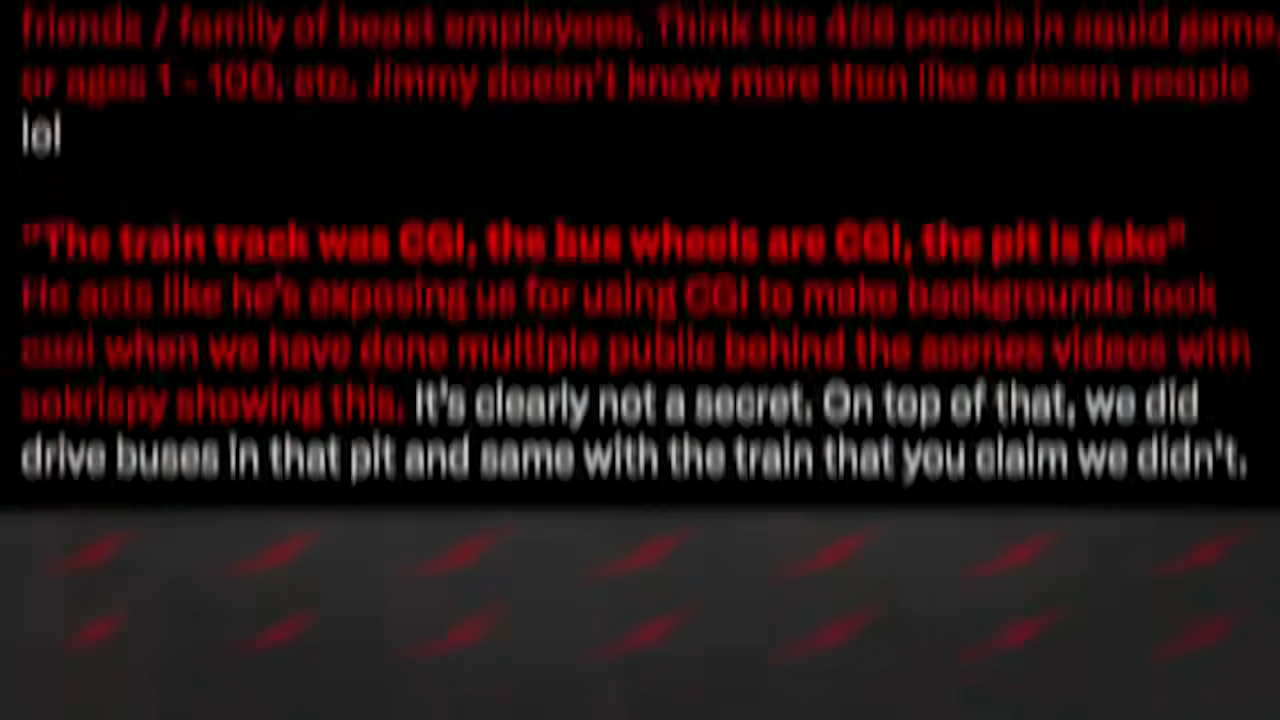 friends / family of beast employees. Think the 456 people in squid game
or ages 1 - 100, etc. Jimmy doesn't know more than like a dozen people
lol
"The train track was CGI, the bus wheels are CGI, the pit is fake"
He acts like he's exposing us for using CGI to make backgrounds look
cool when we have done multiple public behind the scenes videos with
sokrispy showing this. It's clearly not a secret. On top of that, we did
drive buses in that pit and same with the train that you claim we didn't.